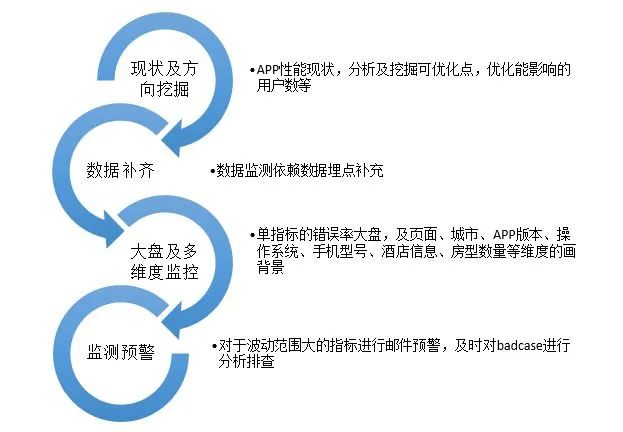 现状及方
向挖掘
•APP性能现状，分析及挖掘可优化点，优化能影响的
用户数等
数据补齐
•数据监测依赖数据埋点补充
大盘及多
维度监控
•单指标的错误率大盘，及页面、城市、APP版本、操
作系统、手机型号、酒店信息、房型数量等维度的画
背景
监测预警
•对于波动范围大的指标进行邮件预警，及时对badcase进行
分析排查